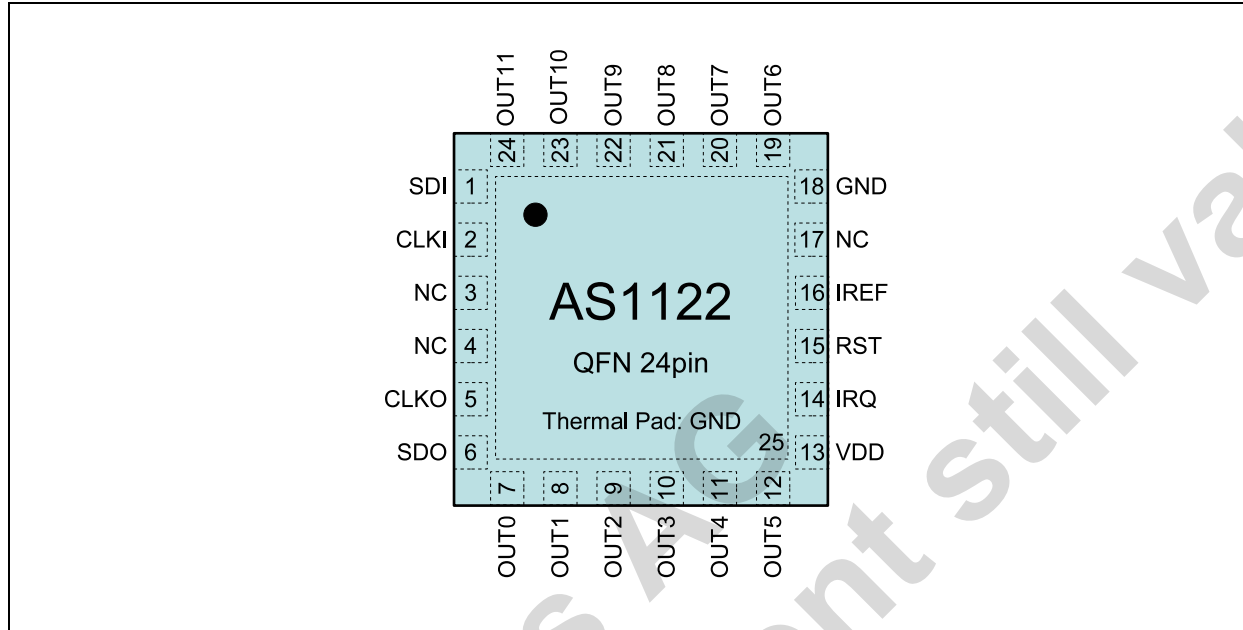 OUT11
OUT10
OUT9
OUT8
OUT7
OUT6
24
23
22
21
20
19
SDI 1
CLKI 2
NC 3
NC 4
CLKO 5
SDO 6
18 GND
17 NC
16 IREF
15 RST
14 IRQ
13 VDD
AS1122
QFN 24pin
Thermal Pad: GND
25
7
8
9
10
11
12
OUT0
OUT1
OUT2
OUT3
OUT4
OUT5
AG
still